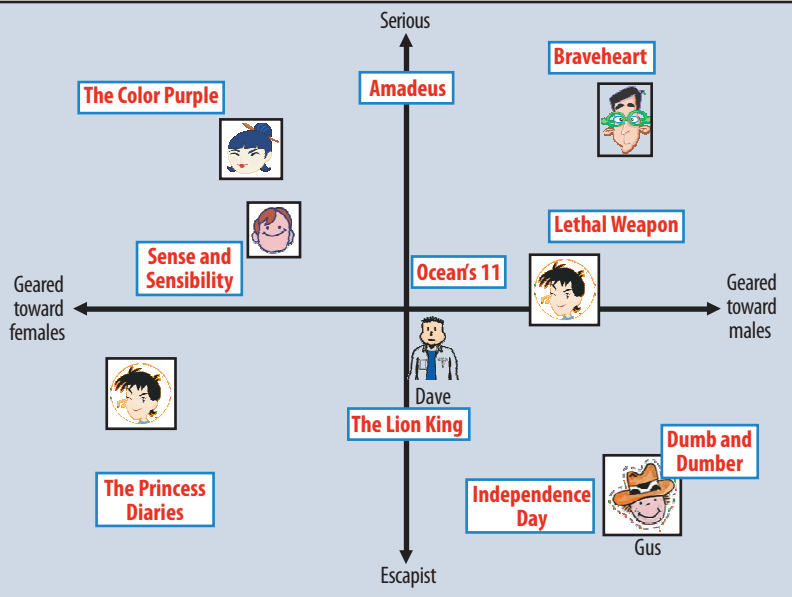 Serious
Braveheart
Amadeus
The Color Purple
Lethal Weapon
Sense and
Sensibility
Ocean's 11
Geared
toward
females
Geared
toward
males
Dave
The Lion King
Dumb and
Dumber
The Princess
Diaries
Independence
Day
Gus
Escapist